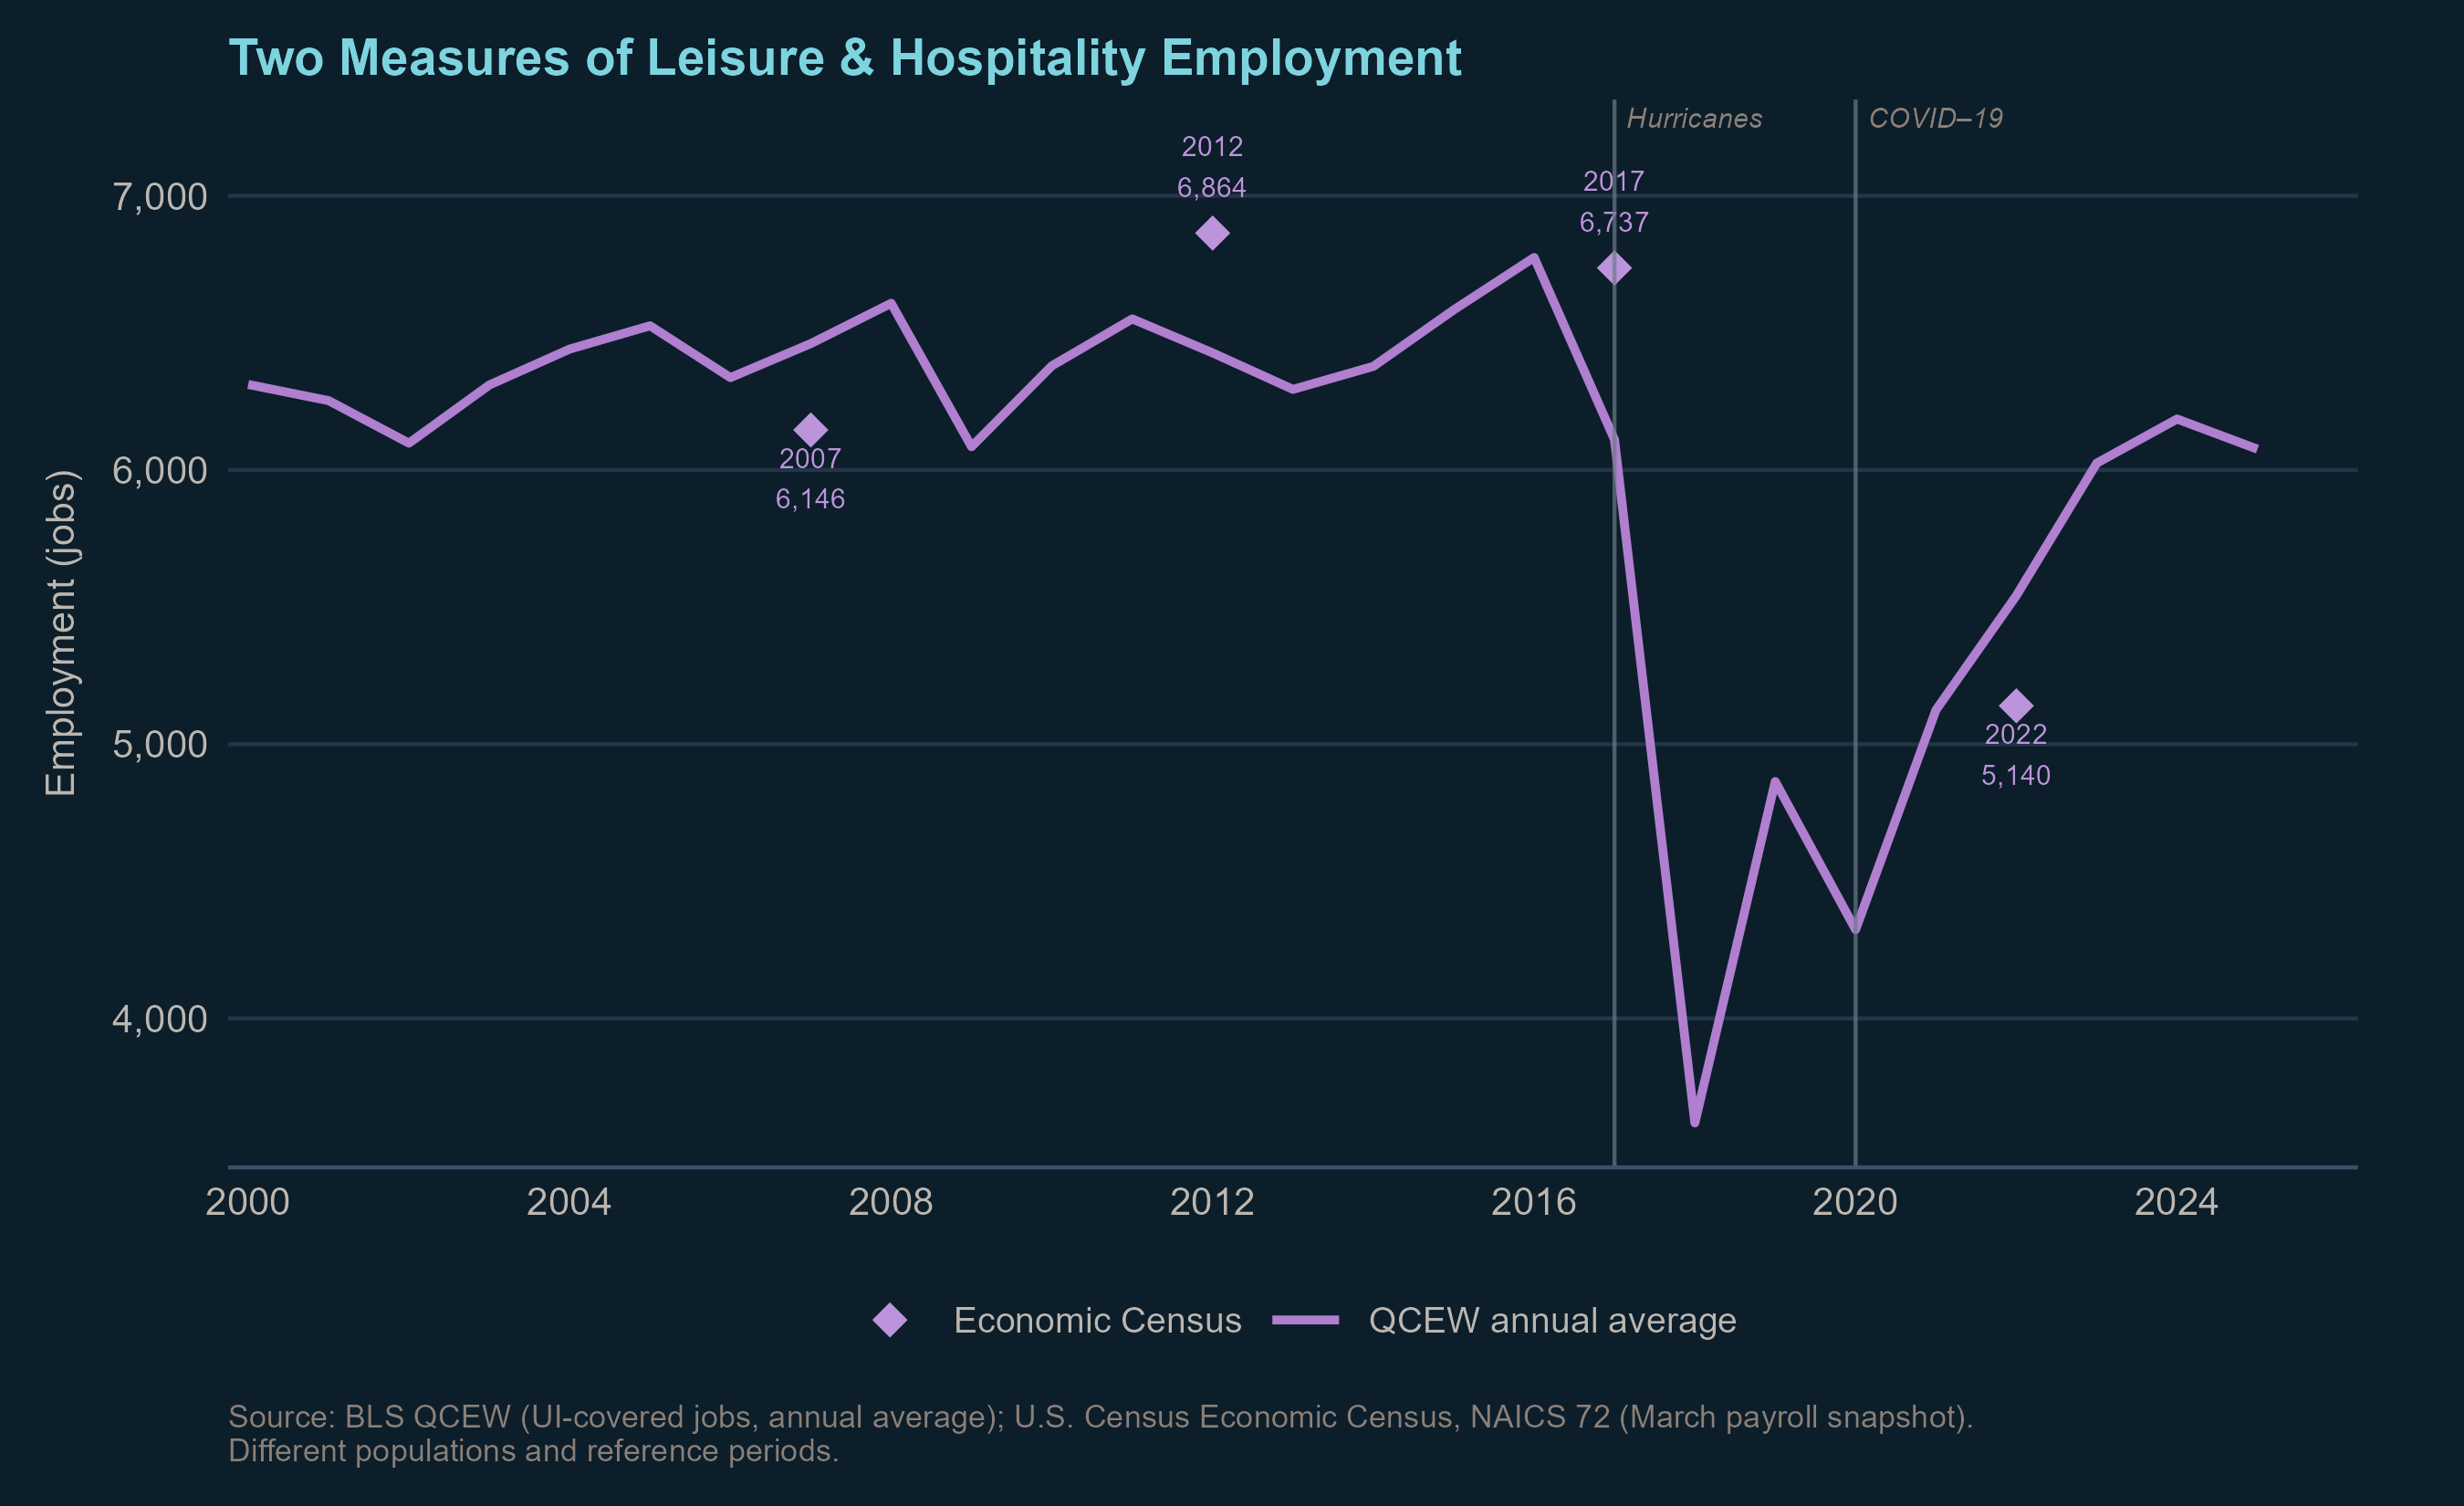 Two Measures of Leisure & Hospitality Employment
Hurricanes
COVID–19
2012
6,864
2017
6,737
7,000
2007
6,146
6,000
Employment (jobs)
2022
5,140
5,000
4,000
2000
2004
2008
2012
2016
2020
2024
Economic Census
QCEW annual average
Source: BLS QCEW (UI-covered jobs, annual average); U.S. Census Economic Census, NAICS 72 (March payroll snapshot).
Different populations and reference periods.